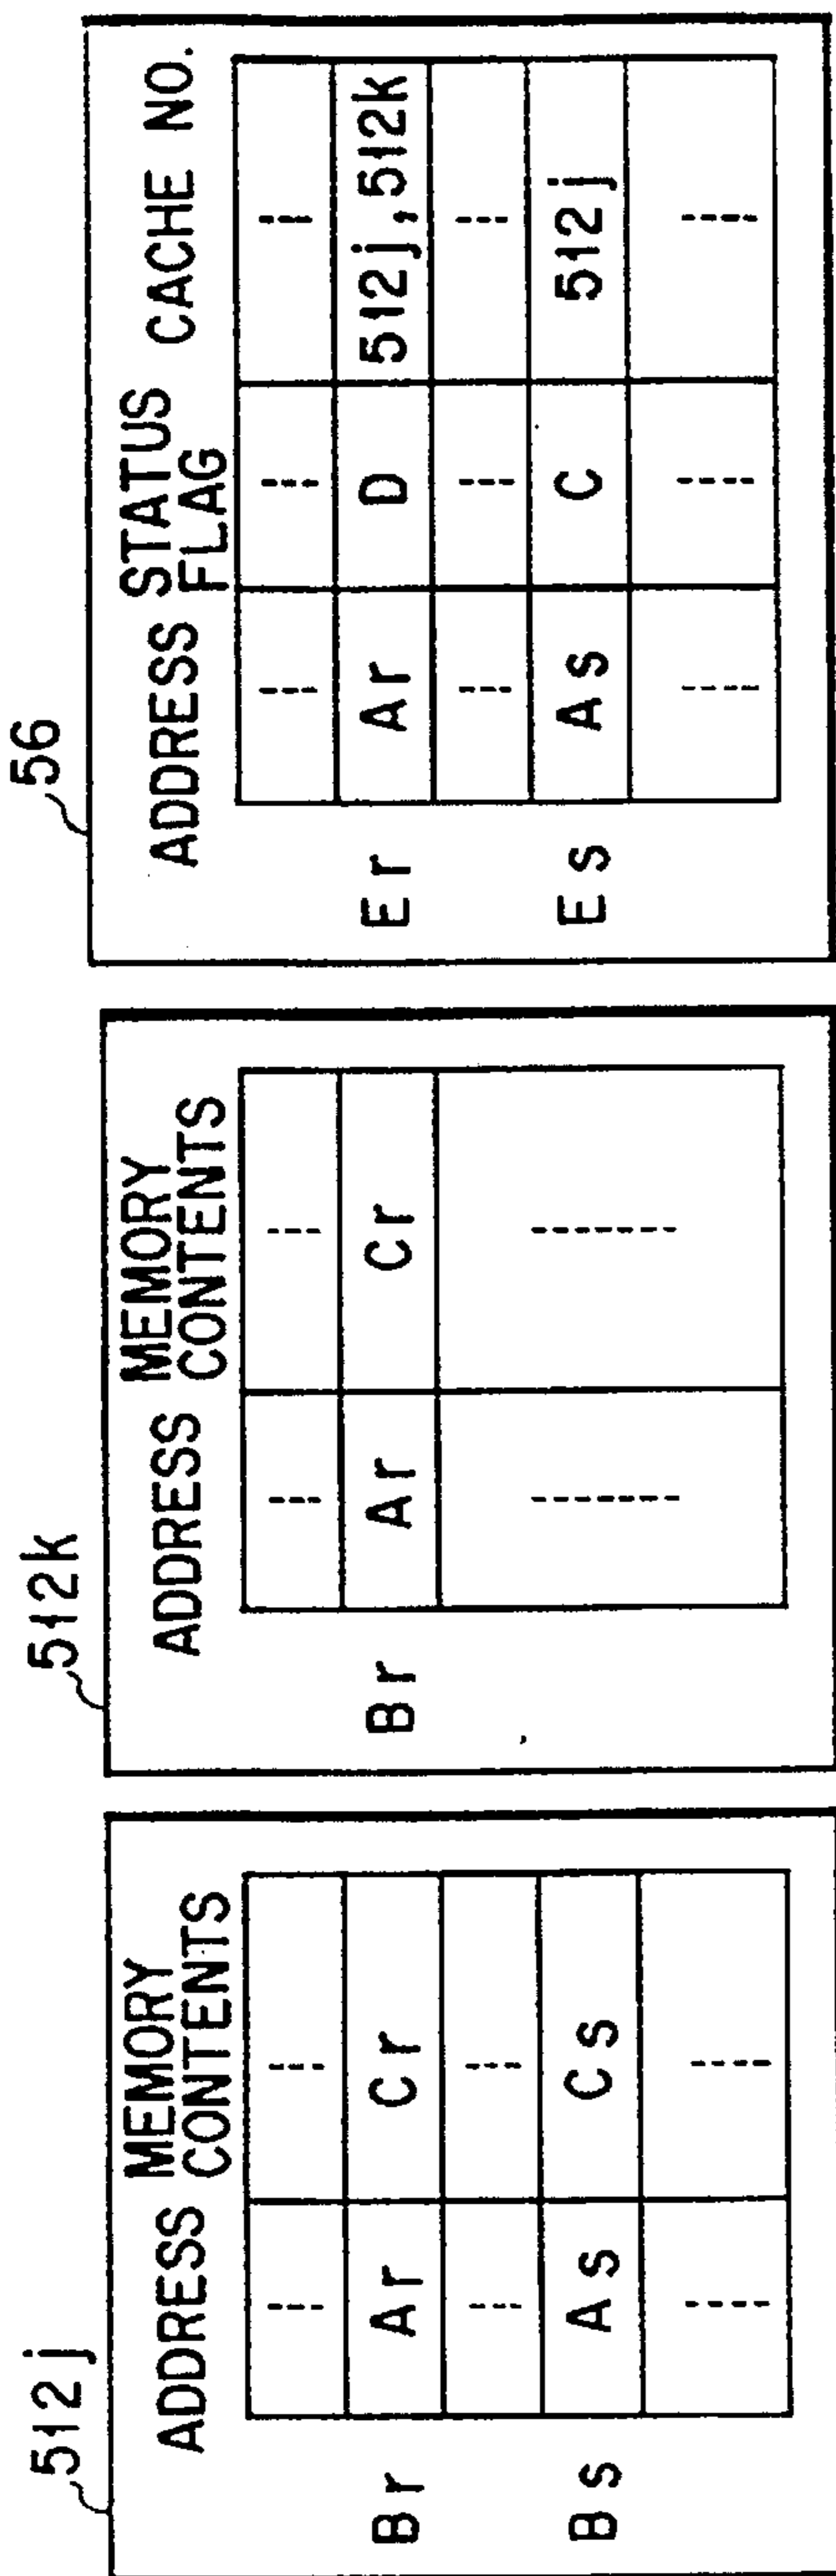 512j
ADDRESS MEMORY
CONTENTS
--- ---
Br Ar Cr
--- ---
Bs As Cs
---- ----
512k
ADDRESS MEMORY
CONTENTS
--- ---
Br Ar Cr
------- -------
56
ADDRESS STATUS CACHE NO.
FLAG
--- --- ---
Er Ar D 512j,512k
--- --- ---
Es As C 512j
---- ---- ----